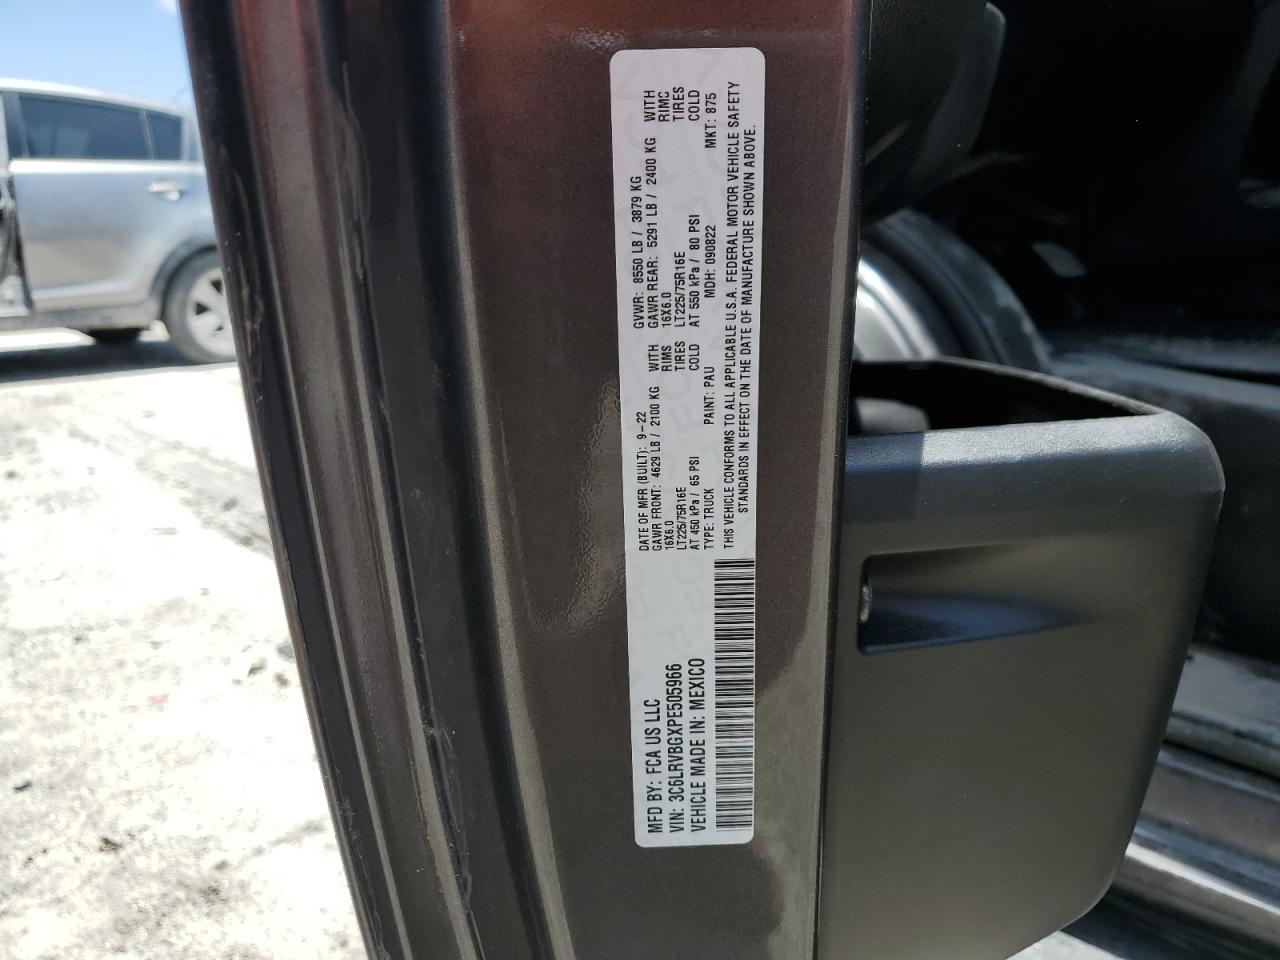 MFD BY: FCA US LLC
VIN: 3C6LRVBGXPE505966
VEHICLE MADE IN: MEXICO
DATE OF MFR (BUILT): 9-22 GVWR: 8550 LB / 3879 KG
GAWR FRONT: 4629 LB / 2100 KG WITH GAWR REAR: 5291 LB / 2400 KG WITH
16X6.0 RIMS 16X6.0 RIMC
LT225/75R16E TIRES LT225/75R16E TIRES
AT 450 kPa / 65 PSI COLD AT 550 kPa / 80 PSI COLD
TYPE: TRUCK PAINT: PAU MDH: 090822 MKT: 875
THIS VEHICLE CONFORMS TO ALL APPLICABLE U.S.A. FEDERAL MOTOR VEHICLE SAFETY
STANDARDS IN EFFECT ON THE DATE OF MANUFACTURE SHOWN ABOVE.